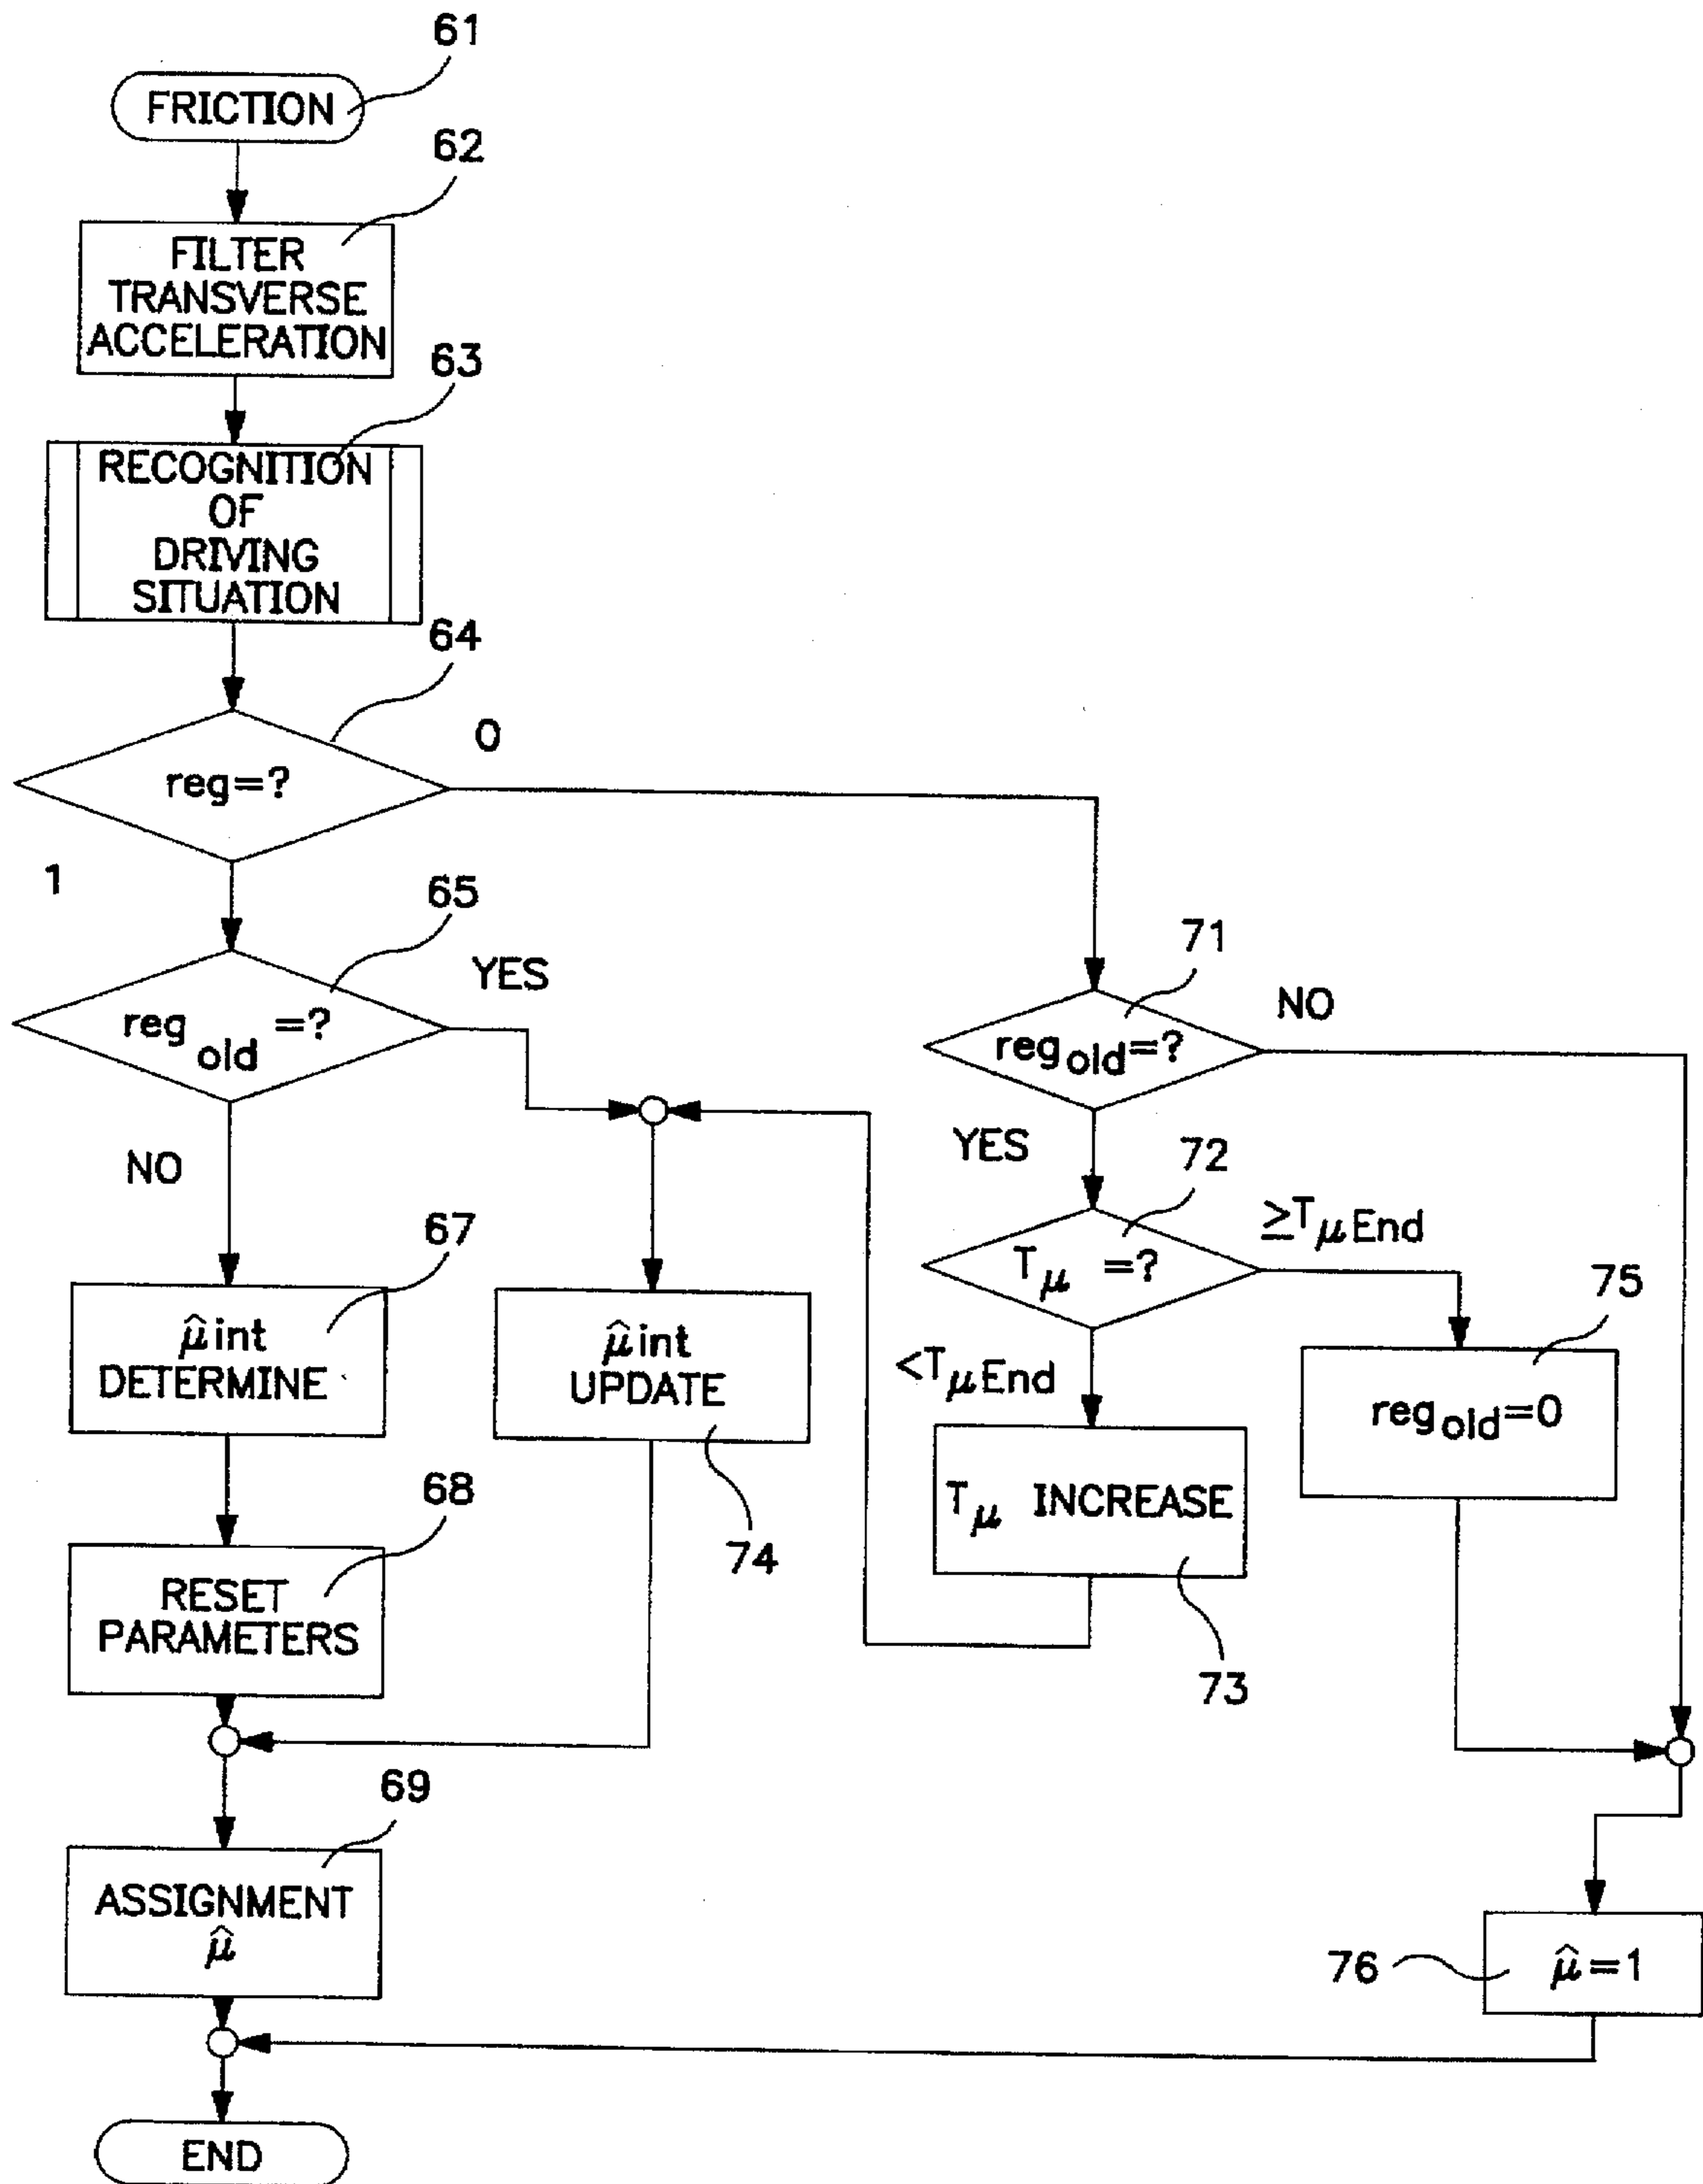 61
FRICTION
62
FILTER
TRANSVERSE
ACCELERATION
63
RECOGNITION
OF
DRIVING
SITUATION
64
reg=?
0
1
65
reg old =?
YES
NO
71
reg old=?
NO
YES
72
Tμ =?
≥TμEnd
<TμEnd
75
reg old=0
67
μ̂ int
DETERMINE
μ̂ int
UPDATE
74
Tμ INCREASE
73
68
RESET
PARAMETERS
69
ASSIGNMENT
μ̂
76
μ̂=1
END